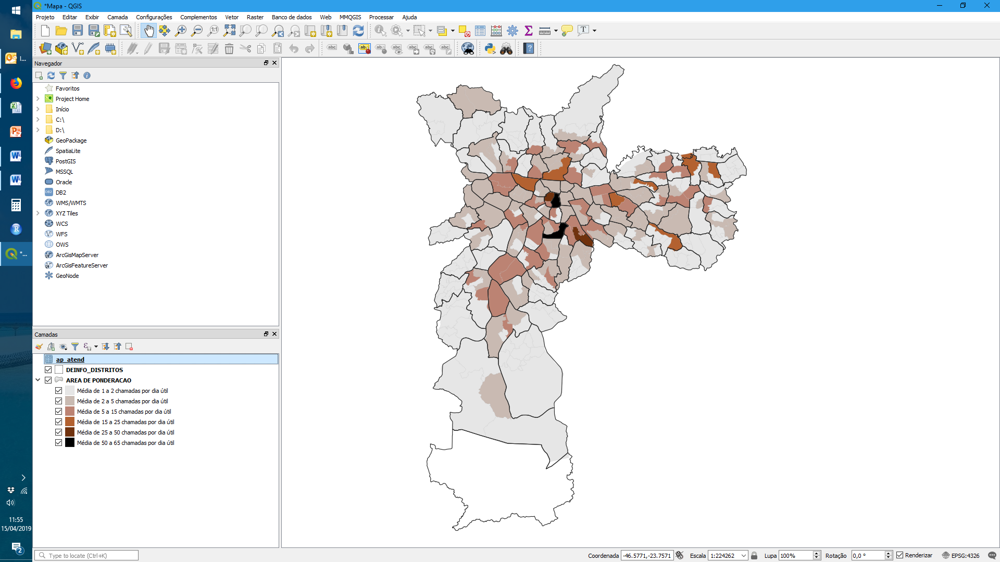 *Mapa - QGIS
Projeto Editar Exibir Camada Configurações Complementos Vetor Raster Banco de dados Web MMQGIS Processar Ajuda
Navegador
Favoritos
Project Home
Início
C:\
D:\
GeoPackage
SpatiaLite
PostGIS
MSSQL
Oracle
DB2
WMS/WMTS
XYZ Tiles
WCS
WFS
OWS
ArcGisMapServer
ArcGisFeatureServer
GeoNode
Camadas
ap_atend
DEINFO_DISTRITOS
AREA DE PONDERACAO
Média de 1 a 2 chamadas por dia útil
Média de 2 a 5 chamadas por dia útil
Média de 5 a 15 chamadas por dia útil
Média de 15 a 25 chamadas por dia útil
Média de 25 a 50 chamadas por dia útil
Média de 50 a 65 chamadas por dia útil
11:55
15/04/2019
2
Type to locate (Ctrl+K)
Coordenada -46.5771,-23.7571 Escala 1:224262 Lupa 100% Rotação 0,0 ° Renderizar EPSG:4326